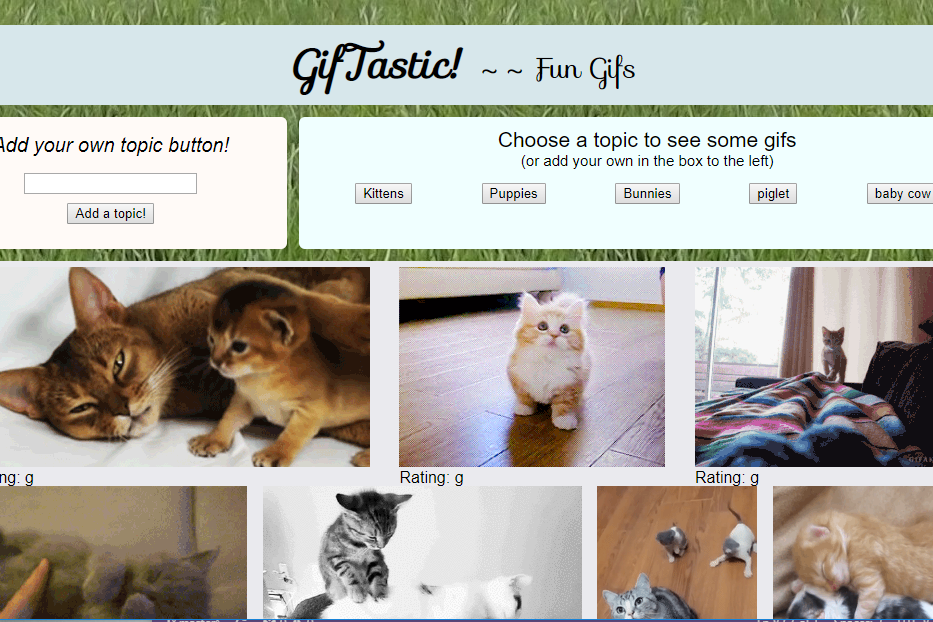 GifTastic! ~ ~ Fun Gifs
Add your own topic button!
Add a topic!
Choose a topic to see some gifs
(or add your own in the box to the left)
Kittens
Puppies
Bunnies
piglet
baby cow
ng: g
Rating: g
Rating: g